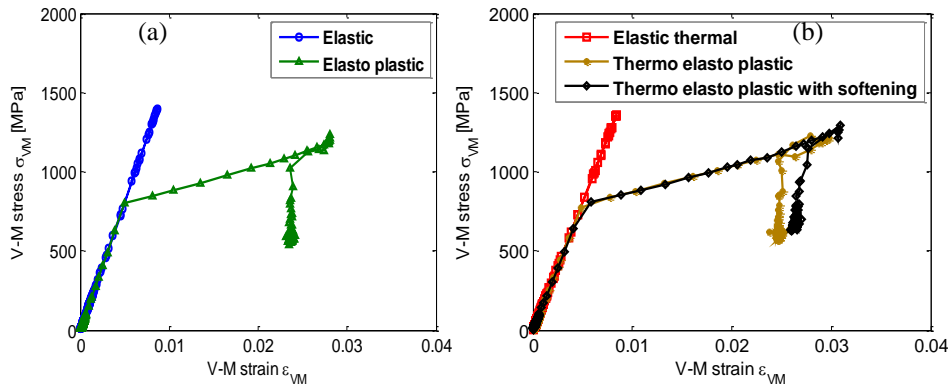 (a)
Elastic
Elasto plastic
2000
1500
1000
500
0
0 0.01 0.02 0.03 0.04
V-M stress σVM [MPa]
V-M strain εVM
(b)
Elastic thermal
Thermo elasto plastic
Thermo elasto plastic with softening
2000
1500
1000
500
0
0 0.01 0.02 0.03 0.04
V-M stress σVM [MPa]
V-M strain εVM